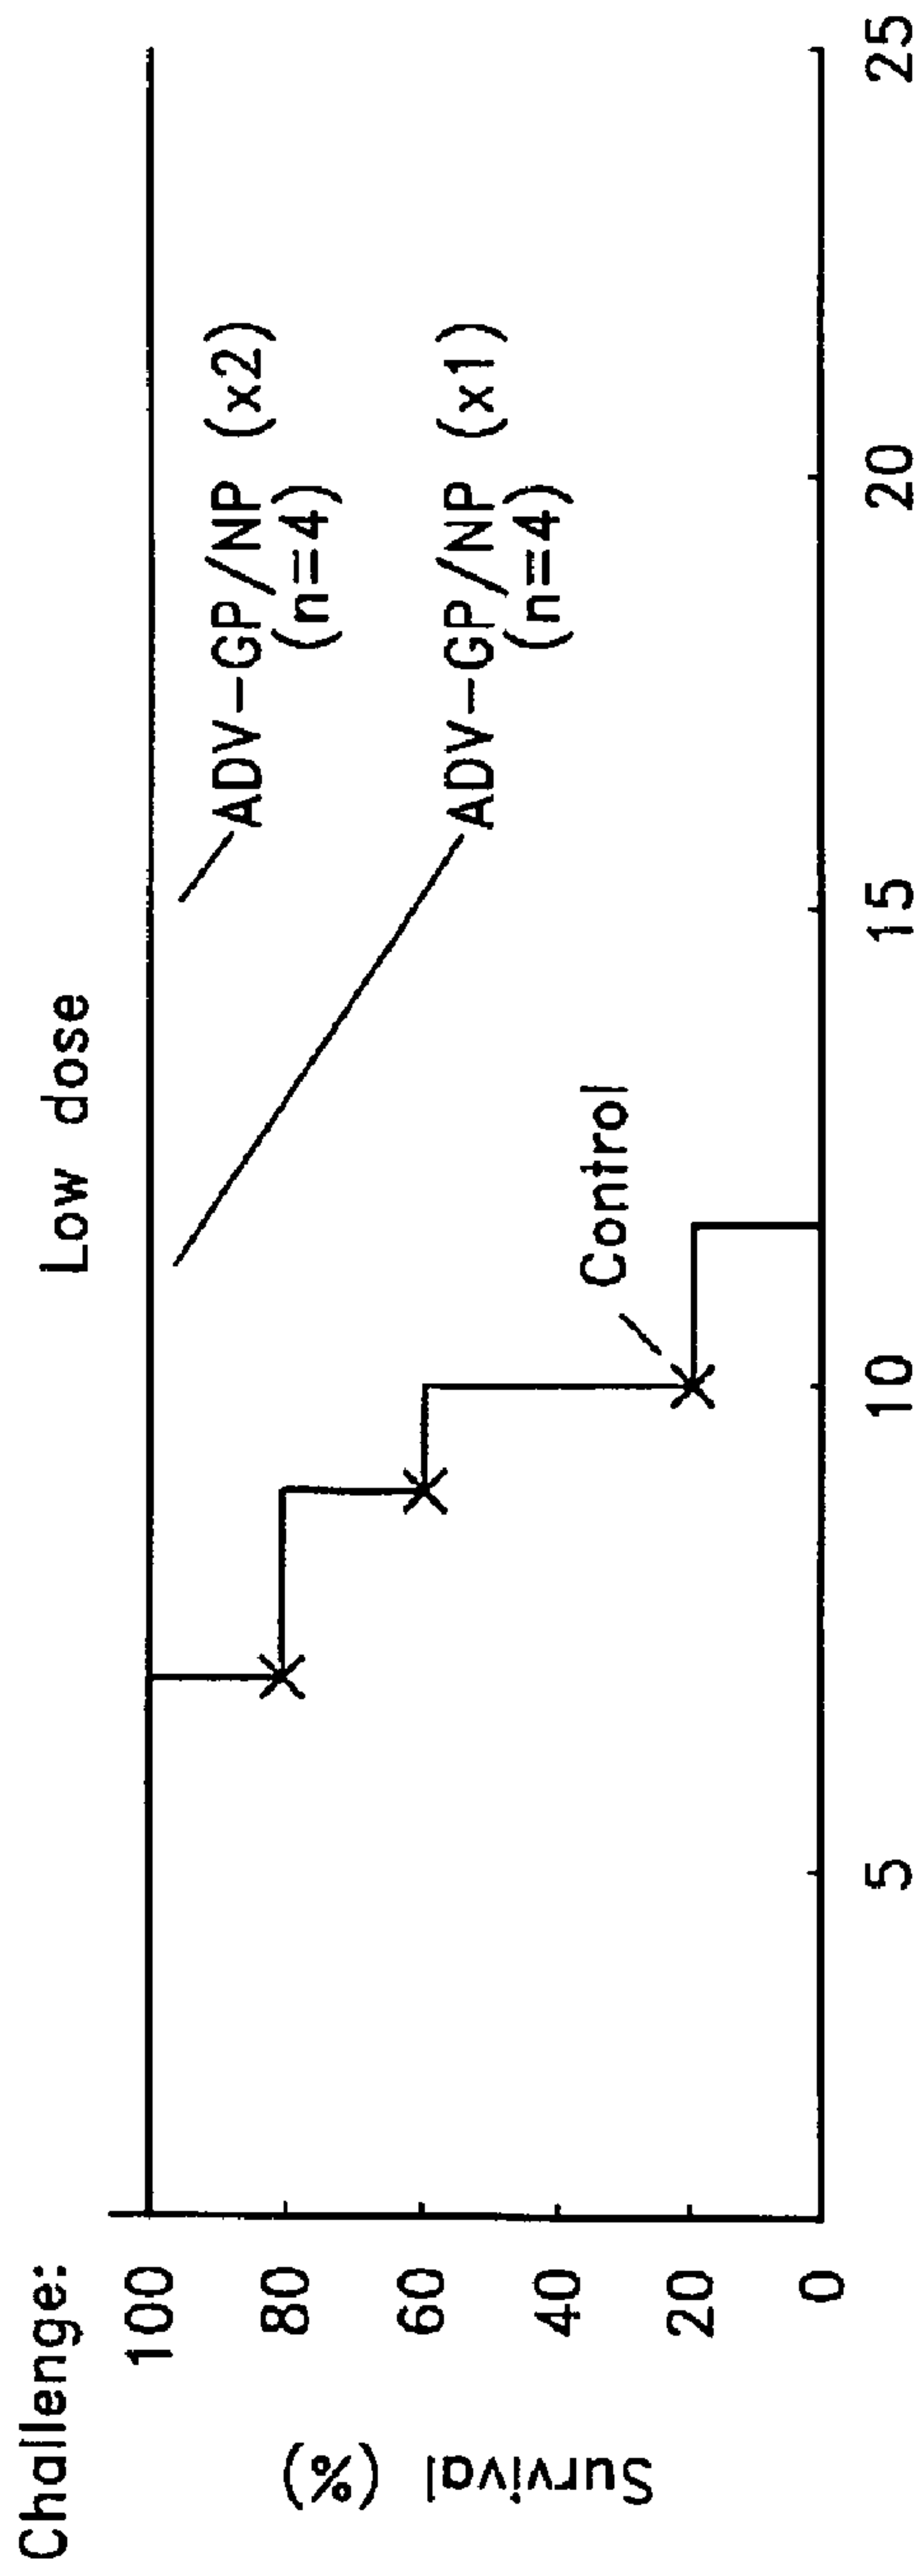 Challenge:
Low dose
Survival (%)
100
80
60
40
20
0
ADV-GP/NP (x2)
(n=4)
ADV-GP/NP (x1)
(n=4)
Control
5
10
15
20
25